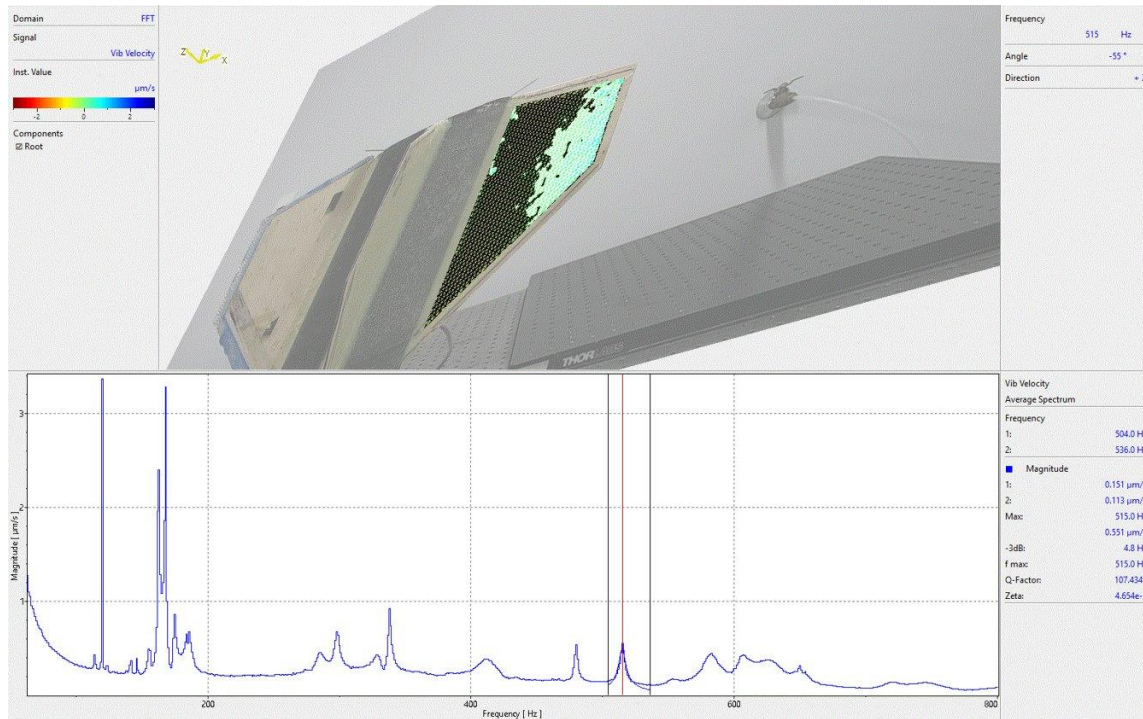 Domain FFT
Signal
Vib Velocity
Inst. Value
µm/s
-2 0 2
Components
Root
Z Y X
THORLABS
Frequency
515 Hz
Angle -55 °
Direction +
3
2
1
Magnitude [ µm/s ]
200 400 600 800
Frequency [ Hz ]
Vib Velocity
Average Spectrum
Frequency
1: 504.0 H
2: 536.0 H
Magnitude
1: 0.151 µm/
2: 0.113 µm/
Max: 515.0 H
0.551 µm/
-3dB: 4.8 H
f max: 515.0 H
Q-Factor: 107.434
Zeta: 4.654e-